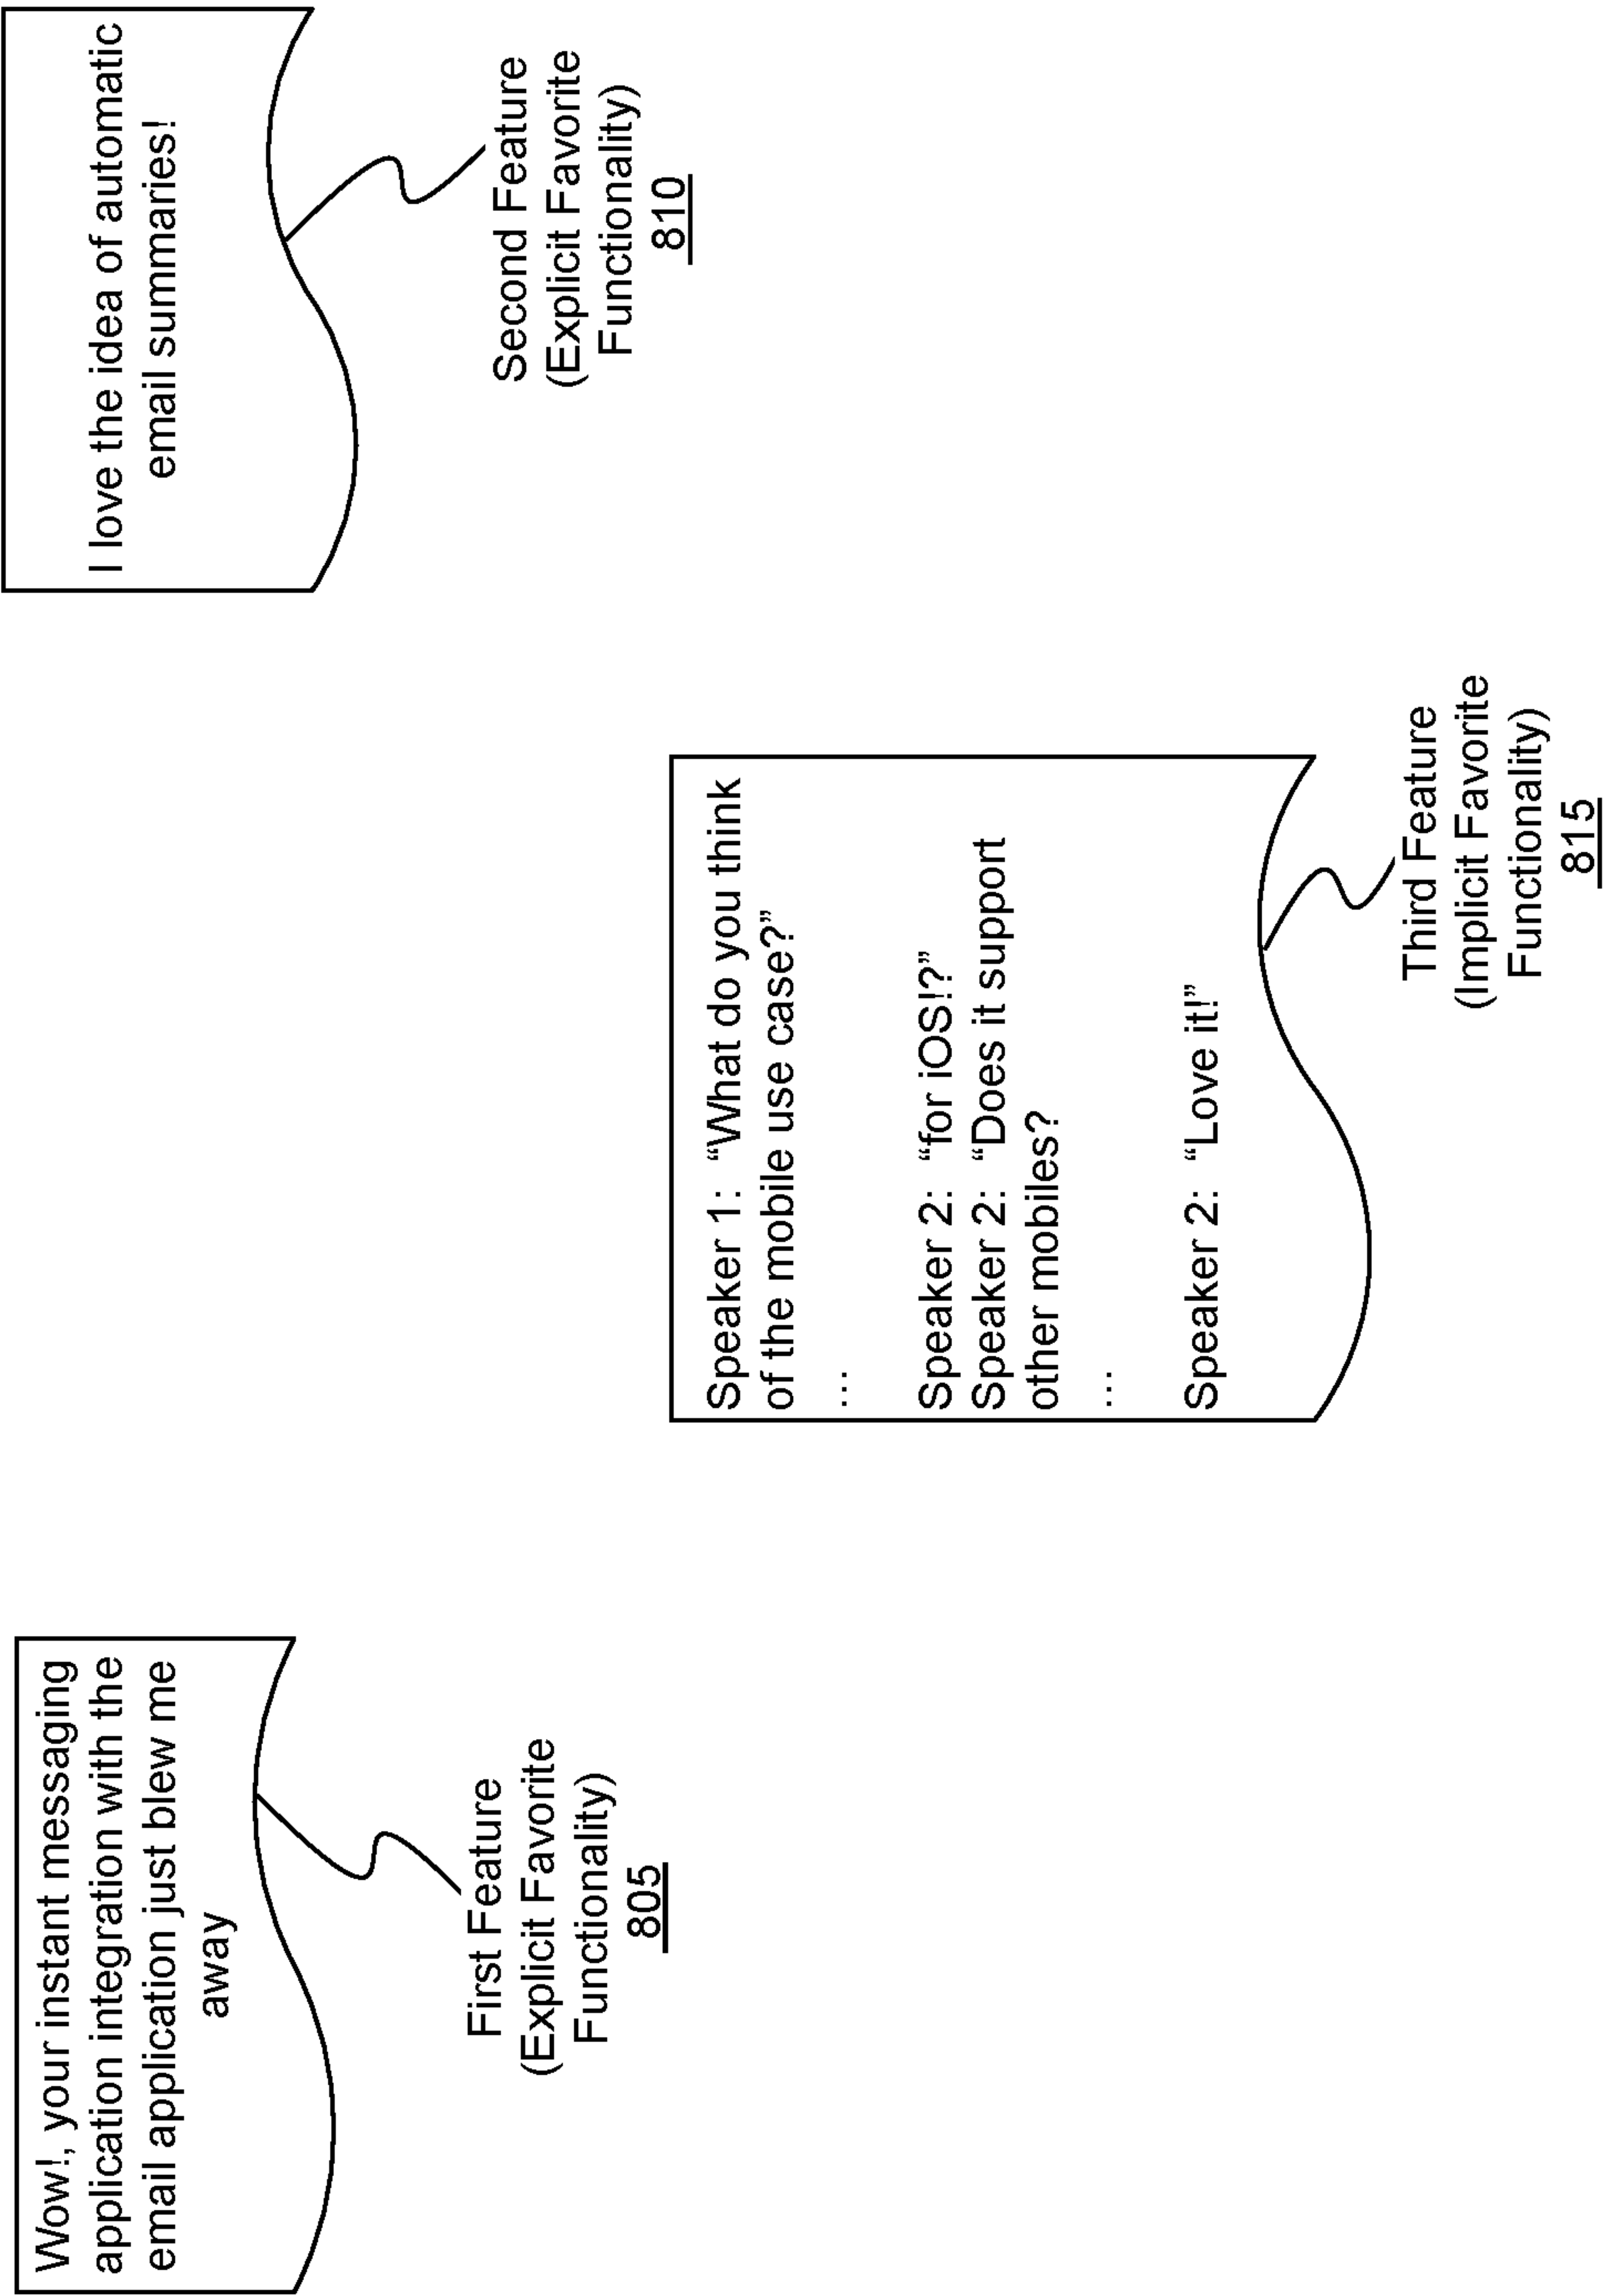 Wow!, your instant messaging
application integration with the
email application just blew me
away
First Feature
(Explicit Favorite
Functionality)
805
I love the idea of automatic
email summaries!
Second Feature
(Explicit Favorite
Functionality)
810
Speaker 1: “What do you think
of the mobile use case?”
...
Speaker 2: “for iOS!?”
Speaker 2: “Does it support
other mobiles?
...
Speaker 2: “Love it!”
Third Feature
(Implicit Favorite
Functionality)
815